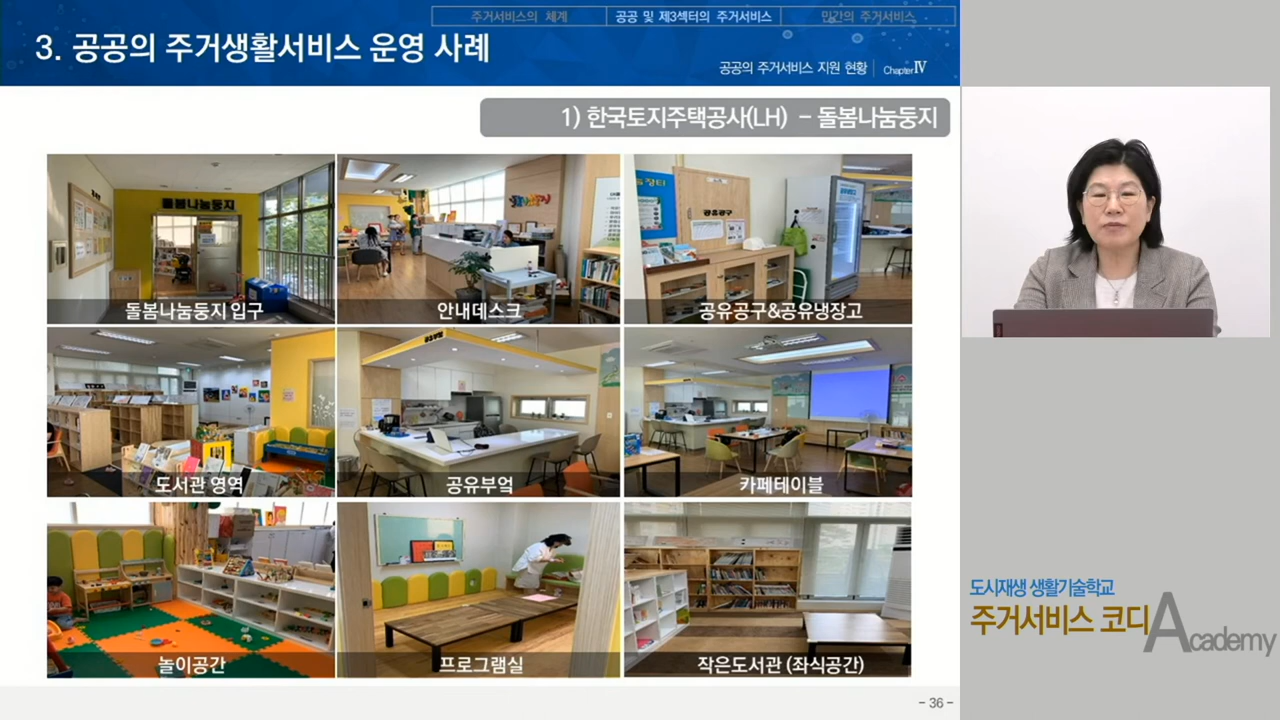 주거서비스의 체계
공공 및 제3섹터의 주거서비스
민간의 주거서비스
3. 공공의 주거생활서비스 운영 사례
공공의 주거서비스 지원 현황
Chapter Ⅳ
1) 한국토지주택공사(LH) - 돌봄나눔둥지
돌봄나눔둥지
돌봄나눔둥지 입구
안내데스크
공유공구
공유공구&공유냉장고
도서관 영역
공유부엌
공유부엌
카페테이블
놀이공간
프로그램실
작은도서관 (좌식공간)
- 36 -
도시재생 생활기술학교
주거서비스 코디
Academy